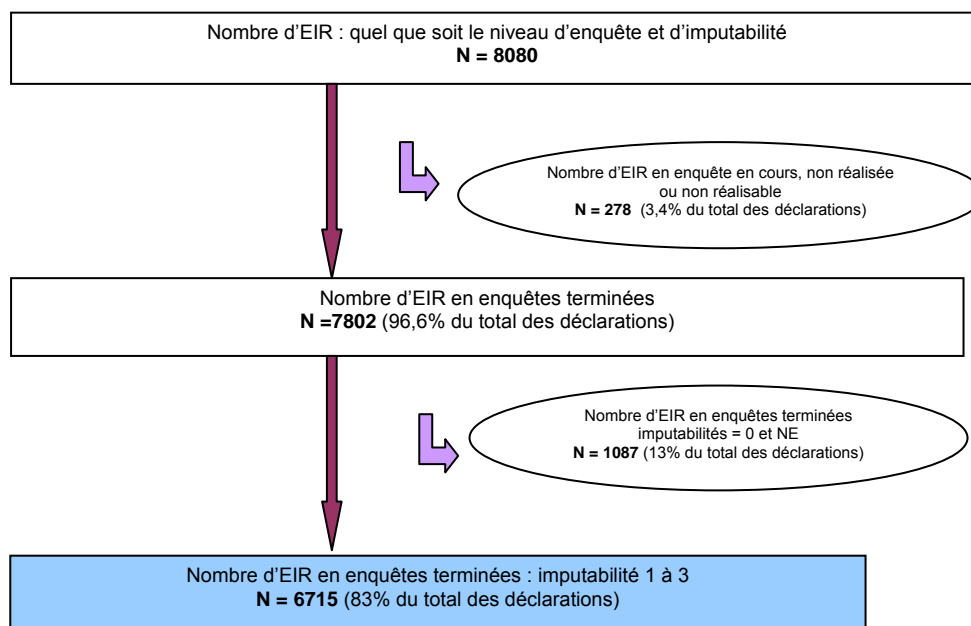 Nombre d'EIR : quel que soit le niveau d'enquête et d'imputabilité
N = 8080
Nombre d'EIR en enquête en cours, non réalisée
ou non réalisable
N = 278 (3,4% du total des déclarations)
Nombre d'EIR en enquêtes terminées
N =7802 (96,6% du total des déclarations)
Nombre d'EIR en enquêtes terminées
imputabilités = 0 et NE
N = 1087 (13% du total des déclarations)
Nombre d'EIR en enquêtes terminées : imputabilité 1 à 3
N = 6715 (83% du total des déclarations)